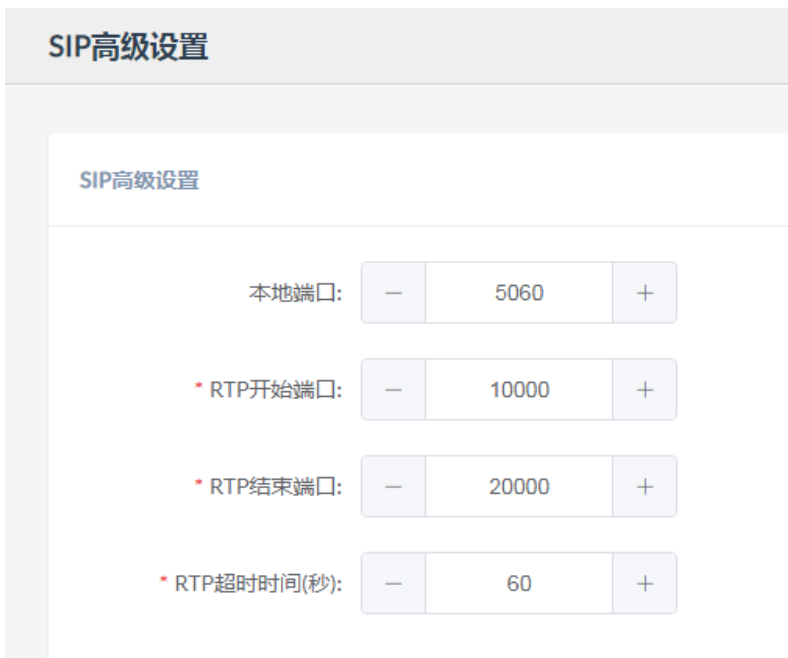 SIP高级设置
SIP高级设置
本地端口: − 5060 +
* RTP开始端口: − 10000 +
* RTP结束端口: − 20000 +
* RTP超时时间(秒): − 60 +